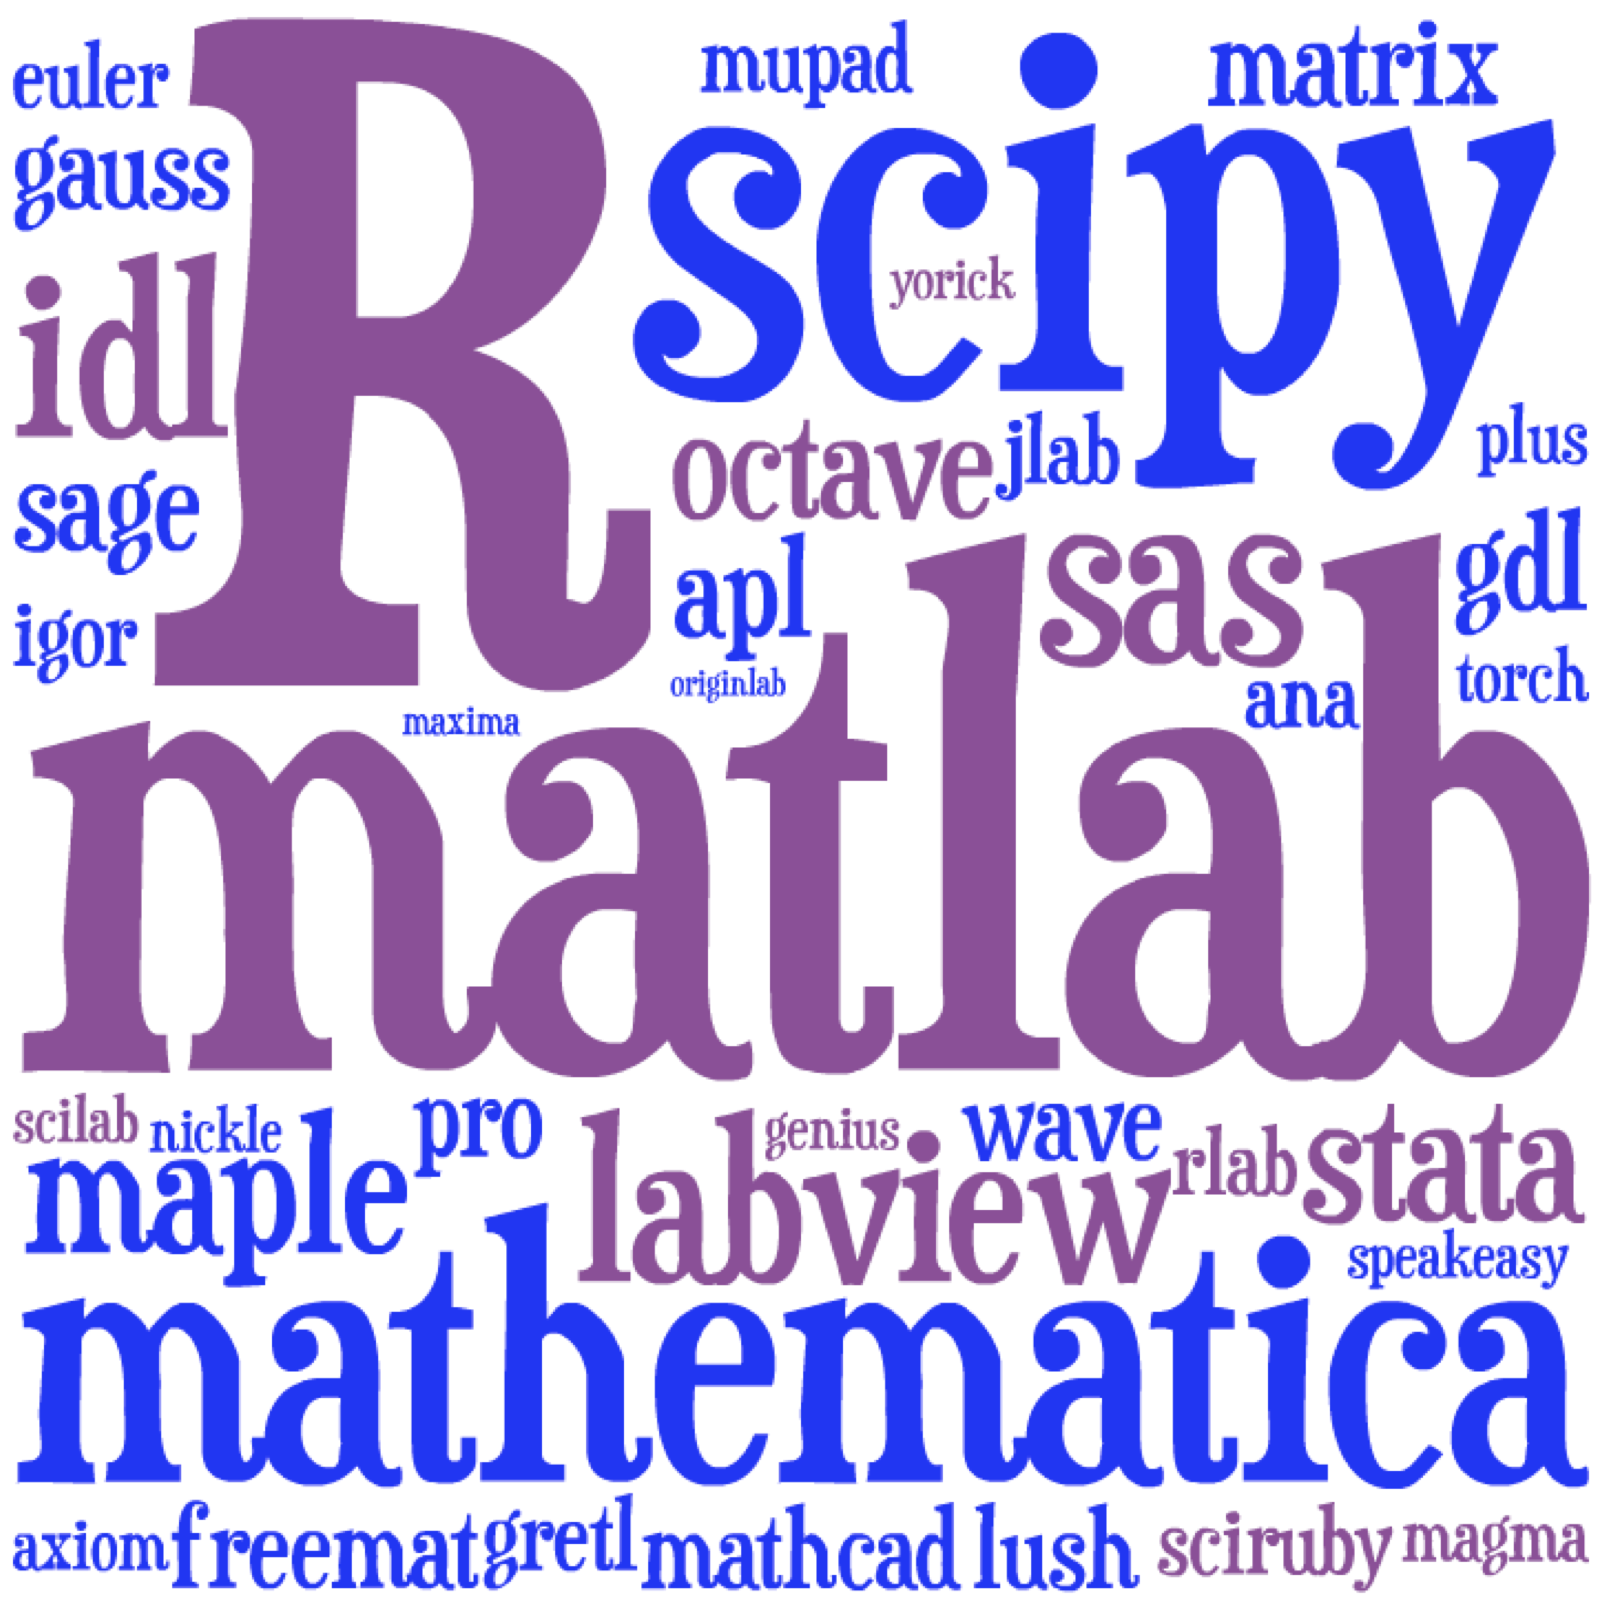 euler
gauss
idl
sage
igor
R
mupad
matrix
scipy
yorick
octave
jlab
plus
apl
sas
gdl
originlab
ana
torch
maxima
matlab
scilab
nickle
pro
genius
wave
rlab
stata
maple
labview
speakeasy
mathematica
axiom
freemat
gretl
mathcad
lush
sciruby
magma